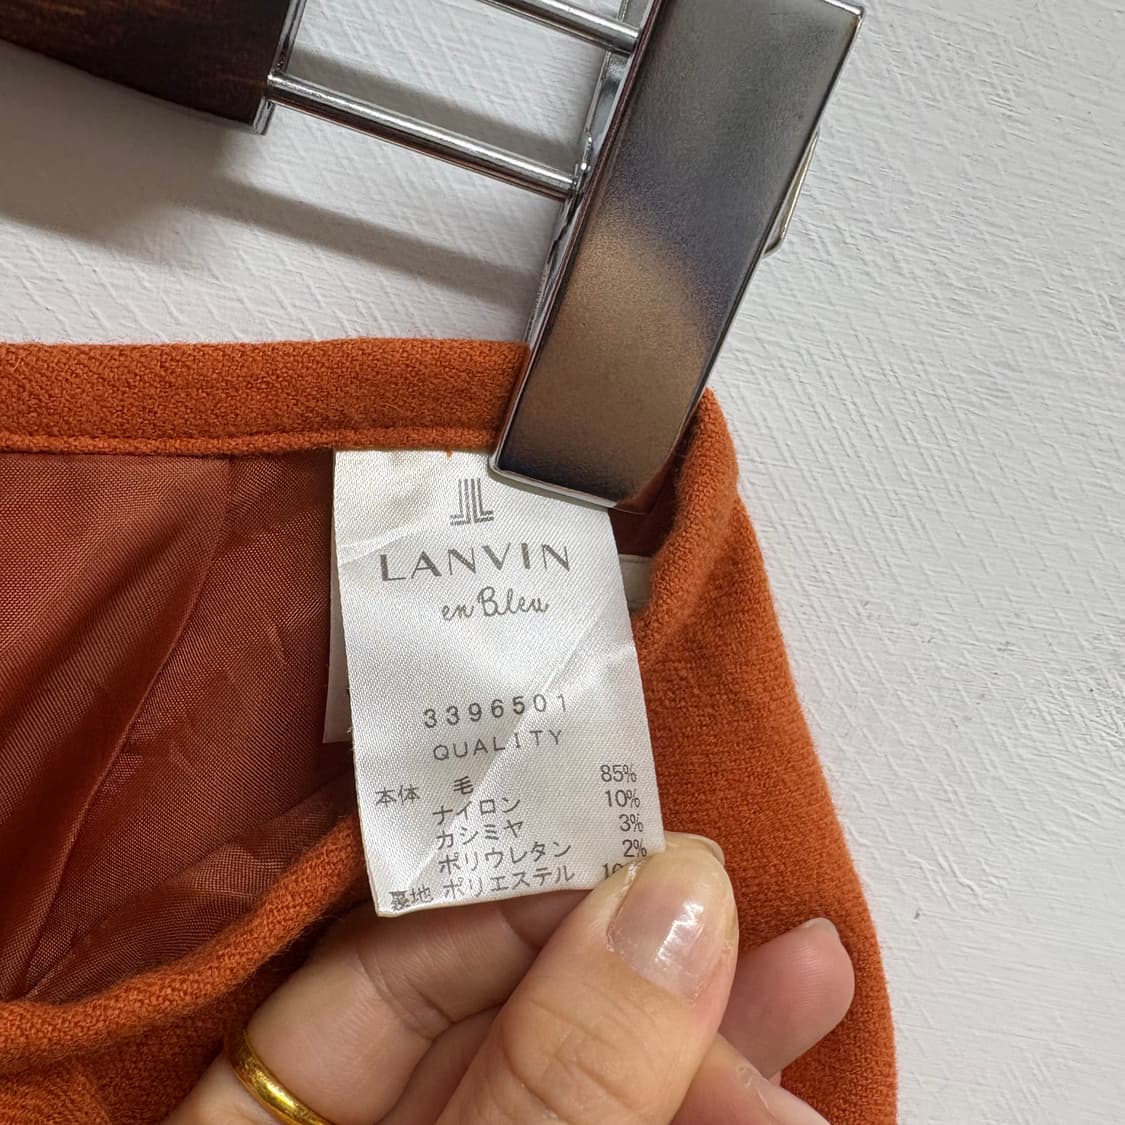 LANVIN
en Bleu
3396501
QUALITY
本体 毛 85%
ナイロン 10%
カシミヤ 3%
ポリウレタン 2%
裏地 ポリエステル